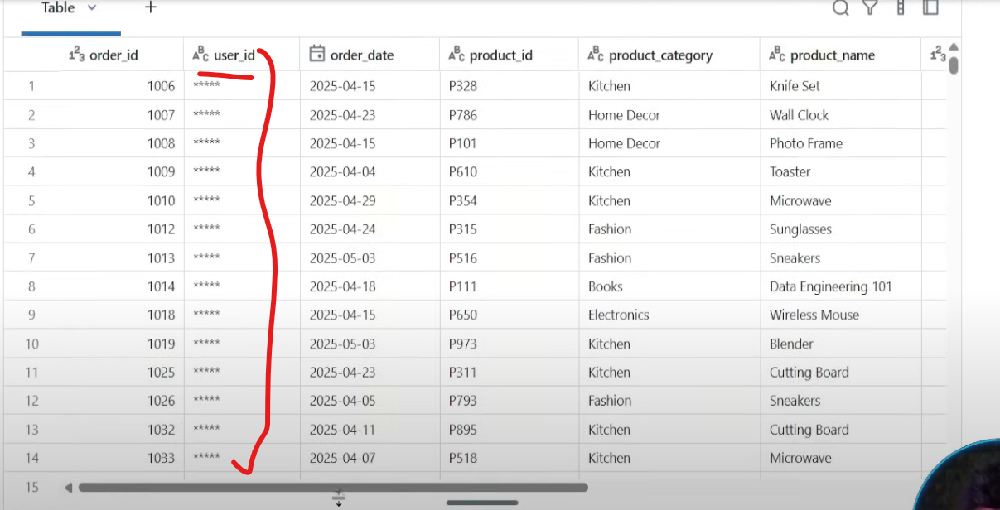 Table +
123 order_id ABC user_id order_date ABC product_id ABC product_category ABC product_name 123
1 1006 ***** 2025-04-15 P328 Kitchen Knife Set
2 1007 ***** 2025-04-23 P786 Home Decor Wall Clock
3 1008 ***** 2025-04-15 P101 Home Decor Photo Frame
4 1009 ***** 2025-04-04 P610 Kitchen Toaster
5 1010 ***** 2025-04-29 P354 Kitchen Microwave
6 1012 ***** 2025-04-24 P315 Fashion Sunglasses
7 1013 ***** 2025-05-03 P516 Fashion Sneakers
8 1014 ***** 2025-04-18 P111 Books Data Engineering 101
9 1018 ***** 2025-04-15 P650 Electronics Wireless Mouse
10 1019 ***** 2025-05-03 P973 Kitchen Blender
11 1025 ***** 2025-04-23 P311 Kitchen Cutting Board
12 1026 ***** 2025-04-05 P793 Fashion Sneakers
13 1032 ***** 2025-04-11 P895 Kitchen Cutting Board
14 1033 ***** 2025-04-07 P518 Kitchen Microwave
15